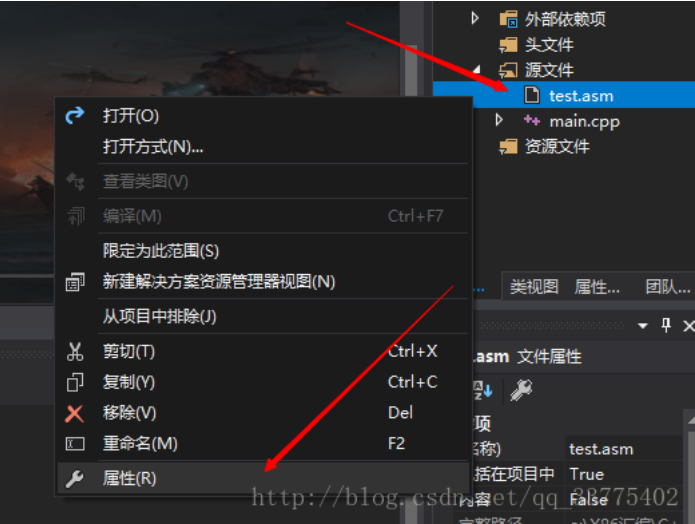 外部依赖项
头文件
源文件
test.asm
main.cpp
资源文件
打开(O)
打开方式(N)...
查看类图(V)
编译(M) Ctrl+F7
限定为此范围(S)
新建解决方案资源管理器视图(N)
从项目中排除(J)
剪切(T) Ctrl+X
复制(Y) Ctrl+C
移除(V) Del
重命名(M) F2
属性(R)
... 类视图 属性... 团队...
.asm 文件属性
项
名称) test.asm
括在项目中 True
内容 False
http://blog.csdn.net/qq_33775402